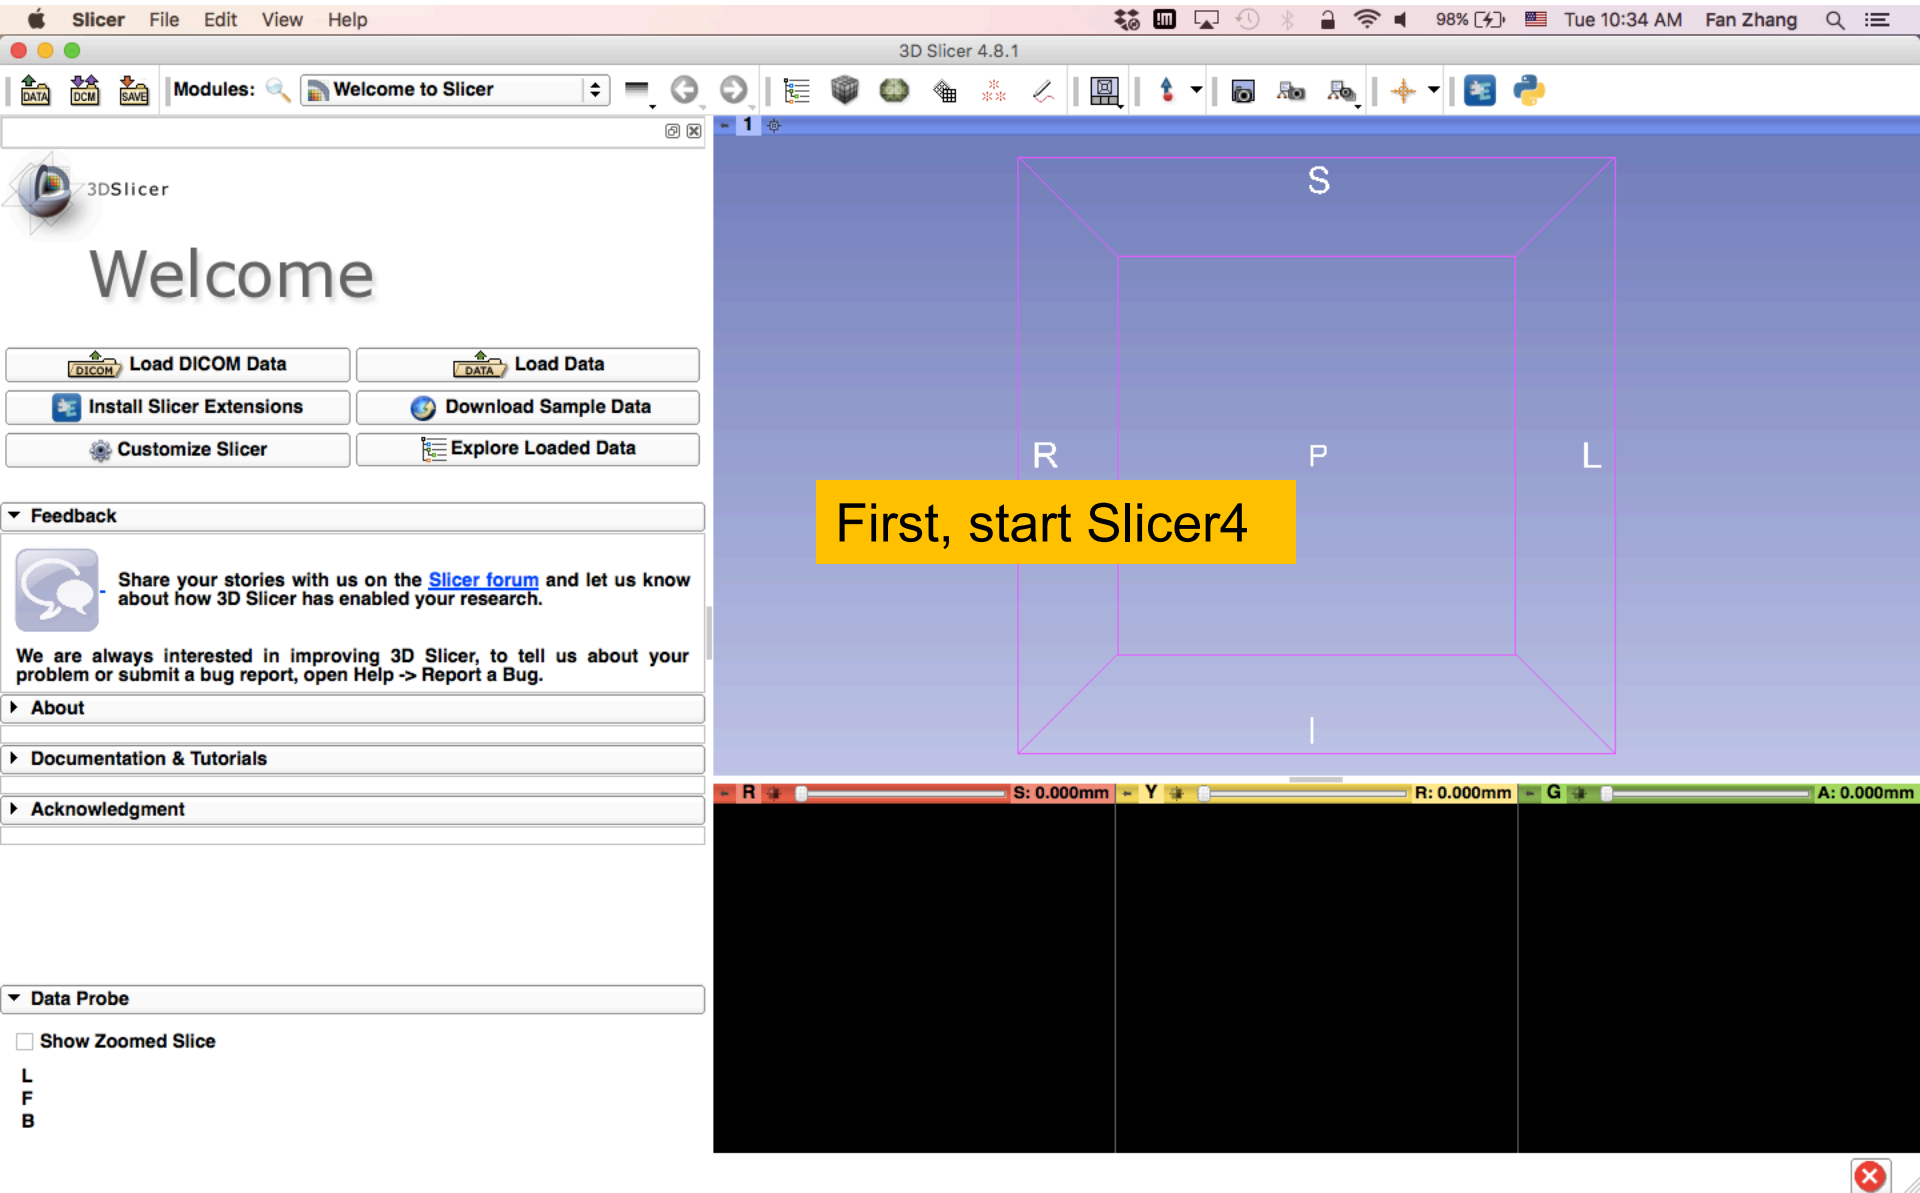 Slicer File Edit View Help 98% Tue 10:34 AM Fan Zhang
3D Slicer 4.8.1
DATA DCM SAVE Modules: Welcome to Slicer
1
3DSlicer
Welcome
DICOM Load DICOM Data DATA Load Data
Install Slicer Extensions Download Sample Data
Customize Slicer Explore Loaded Data
Feedback
Share your stories with us on the Slicer forum and let us know
about how 3D Slicer has enabled your research.
We are always interested in improving 3D Slicer, to tell us about your
problem or submit a bug report, open Help -> Report a Bug.
About
Documentation & Tutorials
Acknowledgment
Data Probe
Show Zoomed Slice
L
F
B
S
R P L
First, start Slicer4
I
R S: 0.000mm Y R: 0.000mm G A: 0.000mm